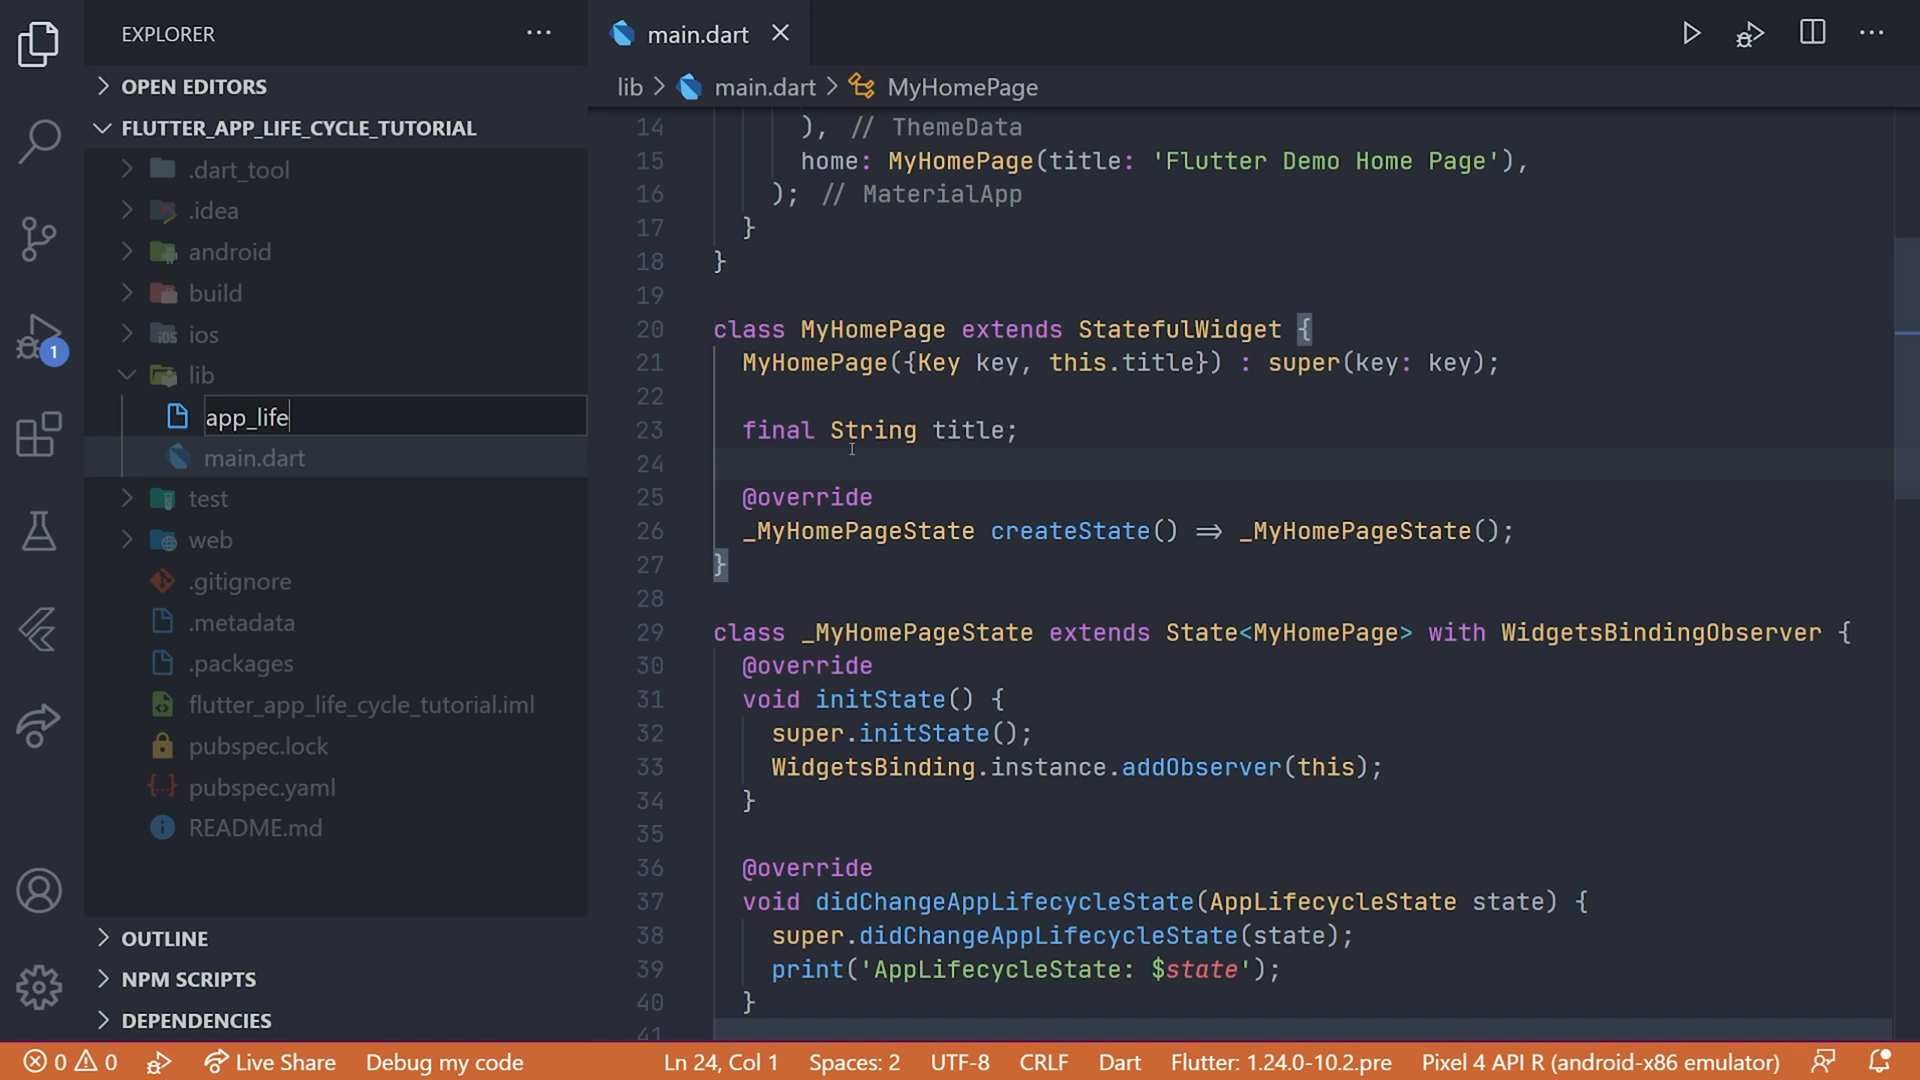 EXPLORER
OPEN EDITORS
FLUTTER_APP_LIFE_CYCLE_TUTORIAL
.dart_tool
.idea
android
build
ios
lib
app_life
main.dart
test
web
.gitignore
.metadata
.packages
flutter_app_life_cycle_tutorial.iml
pubspec.lock
pubspec.yaml
README.md
OUTLINE
NPM SCRIPTS
DEPENDENCIES
1
main.dart
lib > main.dart > MyHomePage
14 ), // ThemeData
15 home: MyHomePage(title: 'Flutter Demo Home Page'),
16 ); // MaterialApp
17 }
18 }
19
20 class MyHomePage extends StatefulWidget {
21 MyHomePage({Key key, this.title}) : super(key: key);
22
23 final String title;
24
25 @override
26 _MyHomePageState createState() => _MyHomePageState();
27 }
28
29 class _MyHomePageState extends State<MyHomePage> with WidgetsBindingObserver {
30 @override
31 void initState() {
32 super.initState();
33 WidgetsBinding.instance.addObserver(this);
34 }
35
36 @override
37 void didChangeAppLifecycleState(AppLifecycleState state) {
38 super.didChangeAppLifecycleState(state);
39 print('AppLifecycleState: $state');
40 }
41
0 0 Live Share Debug my code Ln 24, Col 1 Spaces: 2 UTF-8 CRLF Dart Flutter: 1.24.0-10.2.pre Pixel 4 API R (android-x86 emulator)